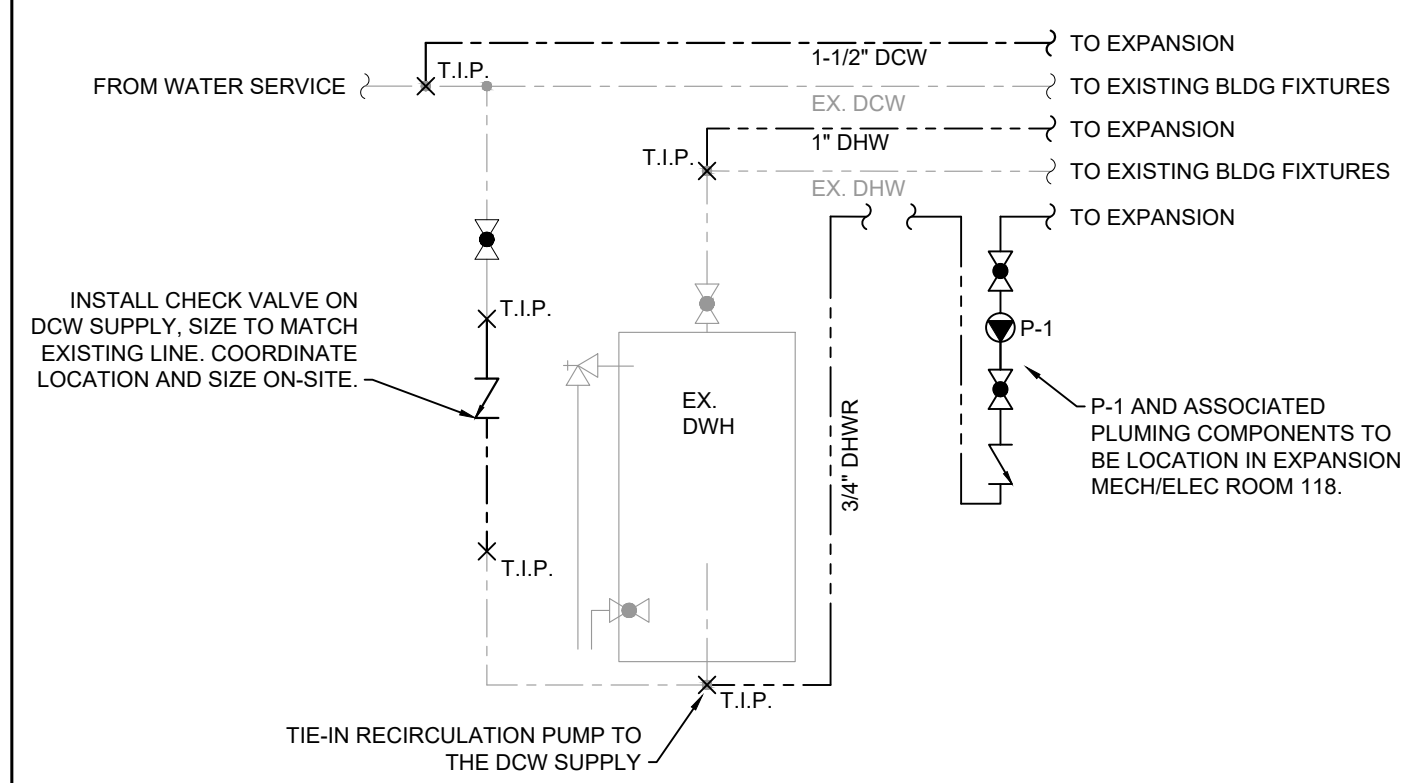 TO EXPANSION
1-1/2" DCW
T.I.P.
FROM WATER SERVICE
TO EXISTING BLDG FIXTURES
EX. DCW
TO EXPANSION
1" DHW
T.I.P.
TO EXISTING BLDG FIXTURES
EX. DHW
TO EXPANSION
INSTALL CHECK VALVE ON
DCW SUPPLY, SIZE TO MATCH
EXISTING LINE. COORDINATE
LOCATION AND SIZE ON-SITE.
T.I.P.
T.I.P.
EX.
DWH
3/4" DHWR
P-1
P-1 AND ASSOCIATED
PLUMING COMPONENTS TO
BE LOCATION IN EXPANSION
MECH/ELEC ROOM 118.
T.I.P.
TIE-IN RECIRCULATION PUMP TO
THE DCW SUPPLY